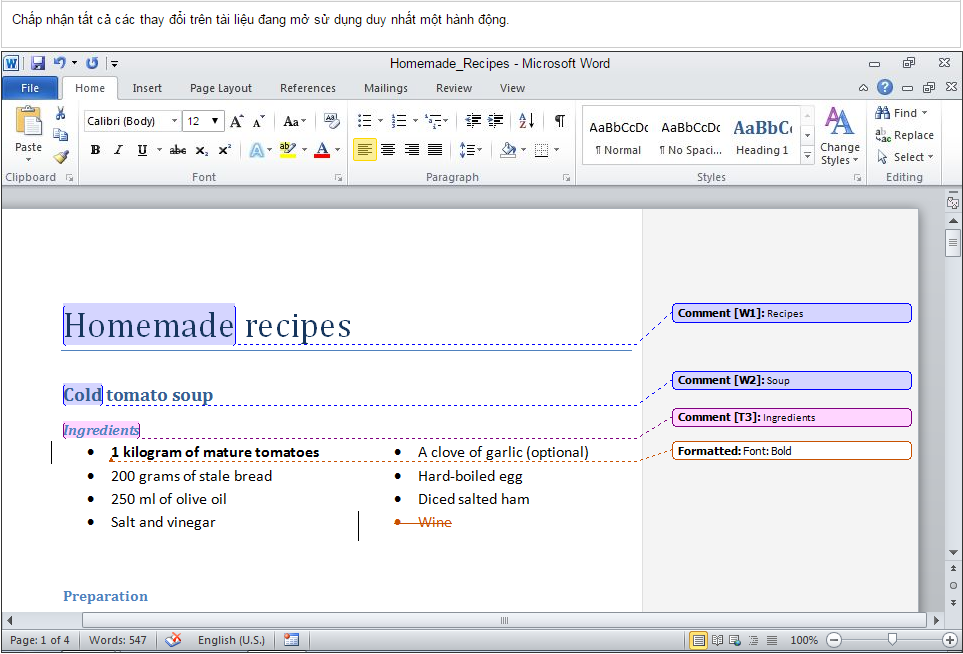 Chấp nhận tất cả các thay đổi trên tài liệu đang mở sử dụng duy nhất một hành động.
Homemade_Recipes - Microsoft Word
File Home Insert Page Layout References Mailings Review View
Calibri (Body) 12
Paste
AaBbCcDc AaBbCcDc AaBbC
¶ Normal ¶ No Spaci... Heading 1
Change Styles
Find
Replace
Select
Clipboard Font Paragraph Styles Editing
Homemade recipes
Comment [W1]: Recipes
Cold tomato soup
Comment [W2]: Soup
Ingredients
Comment [T3]: Ingredients
1 kilogram of mature tomatoes
A clove of garlic (optional)
Formatted: Font: Bold
200 grams of stale bread
Hard-boiled egg
250 ml of olive oil
Diced salted ham
Salt and vinegar
Wine
Preparation
Page: 1 of 4 Words: 547 English (U.S.) 100%